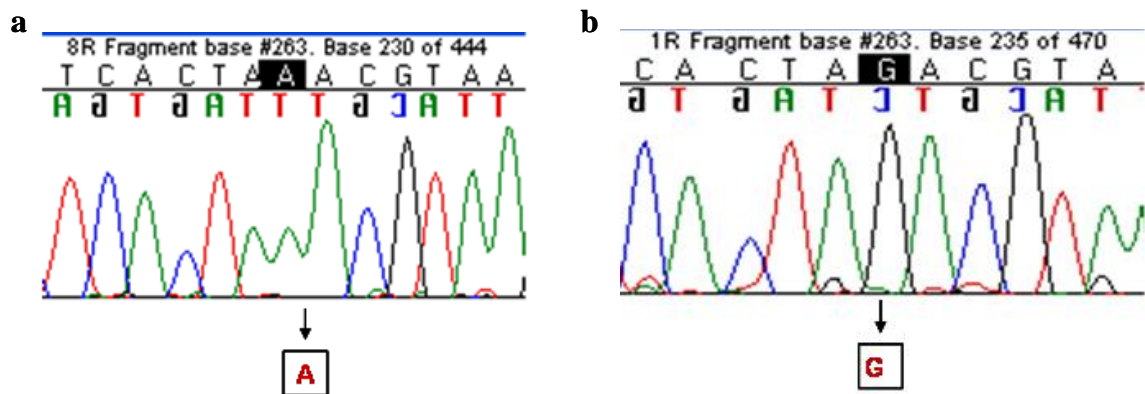 a
8R Fragment base #263. Base 230 of 444
T C A C T A A A C G T A A
A G T G A T T T G C A T T
A
b
1R Fragment base #263. Base 235 of 470
C A C T A G A C G T A
G T G A T C T G C A T
G